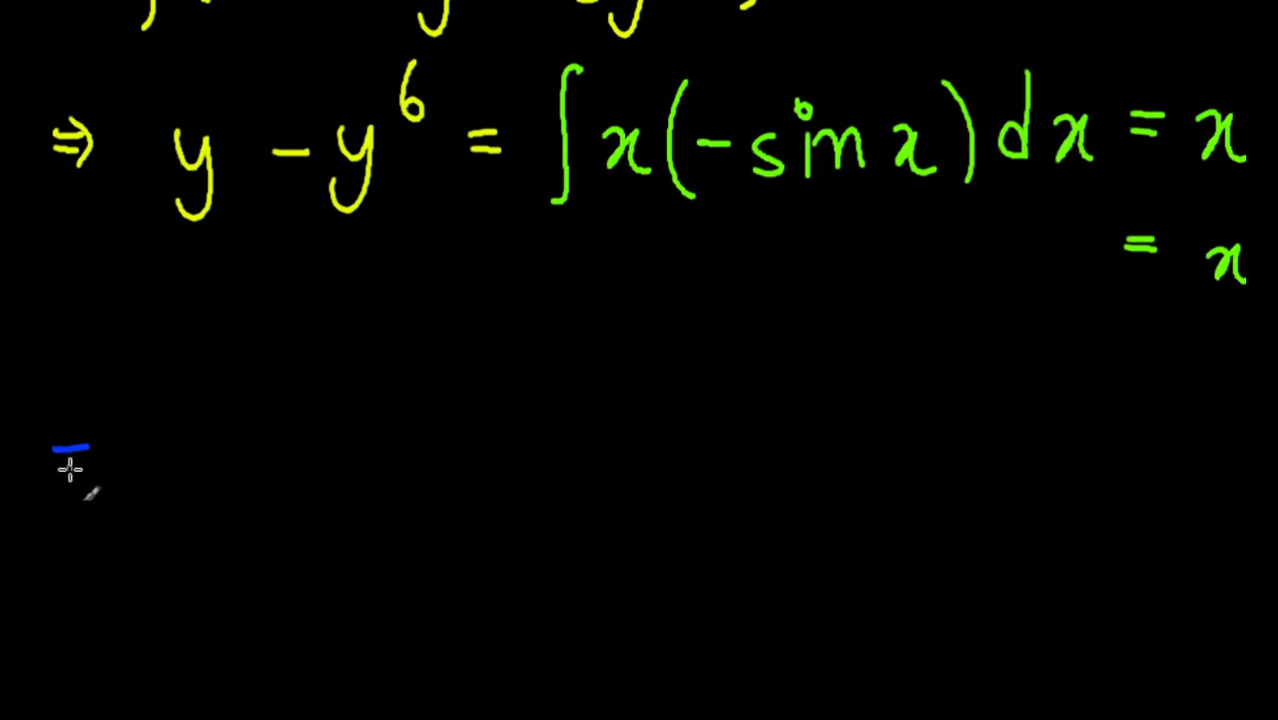 ⇒ y - y⁶ = ∫ x(-sin x) dx = x
= x